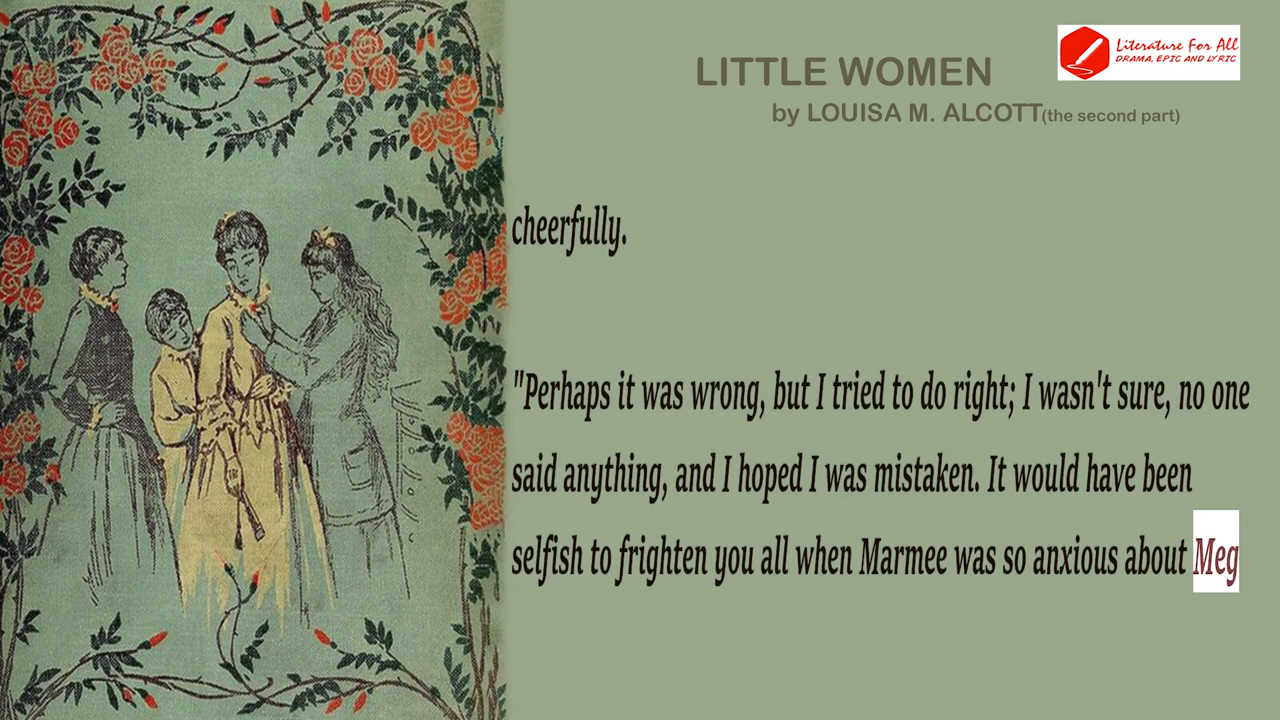 Literature For All
DRAMA, EPIC AND LYRIC
LITTLE WOMEN
by LOUISA M. ALCOTT(the second part)
cheerfully.
"Perhaps it was wrong, but I tried to do right; I wasn't sure, no one
said anything, and I hoped I was mistaken. It would have been
selfish to frighten you all when Marmee was so anxious about Meg